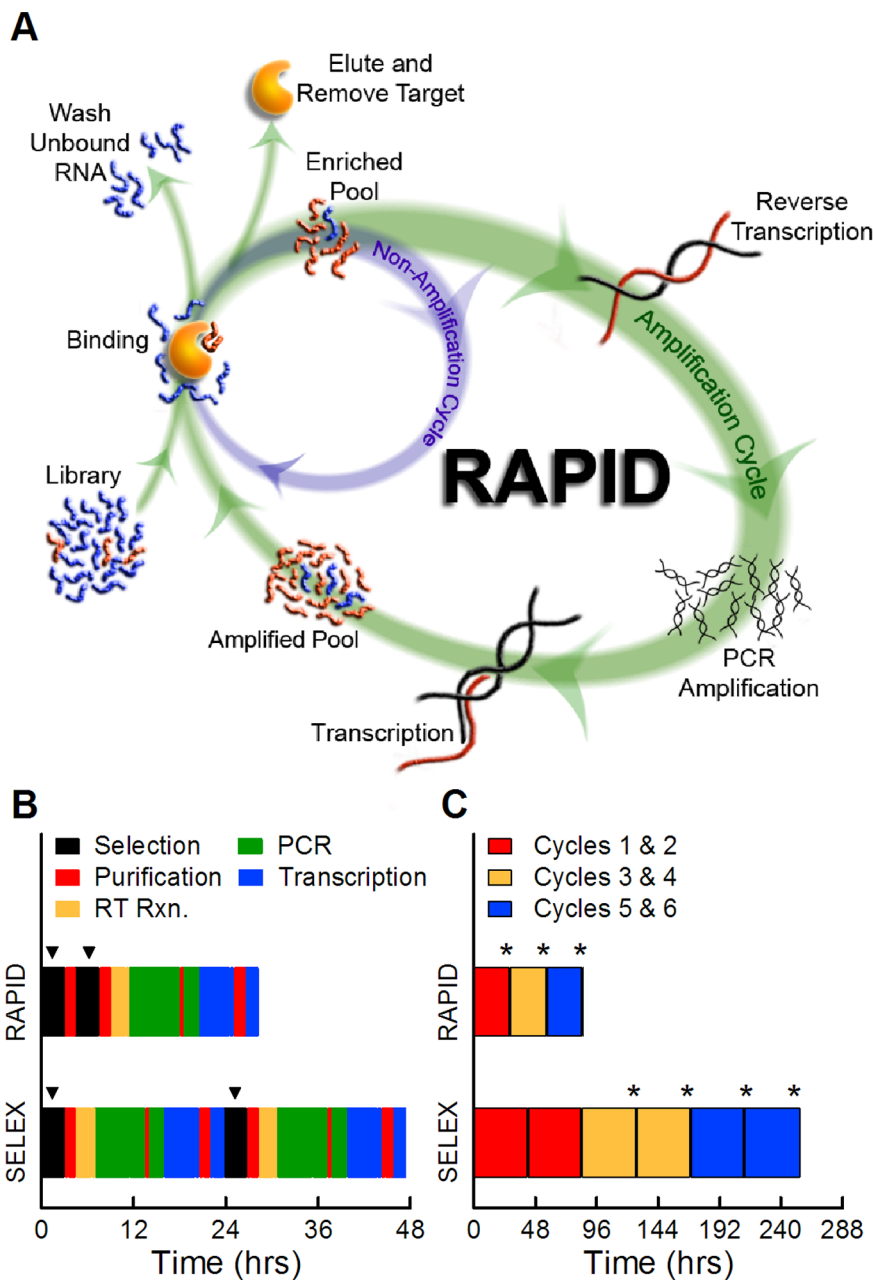 A
Elute and
Remove Target
Wash
Unbound
RNA
Enriched
Pool
Reverse
Transcription
Non-Amplification Cycle
Amplification Cycle
Binding
RAPID
Library
Amplified Pool
PCR
Amplification
Transcription
B
Selection
PCR
Purification
Transcription
RT Rxn.
RAPID
SELEX
0 12 24 36 48
Time (hrs)
C
Cycles 1 & 2
Cycles 3 & 4
Cycles 5 & 6
* * *
RAPID
* * * *
SELEX
0 48 96 144 192 240 288
Time (hrs)